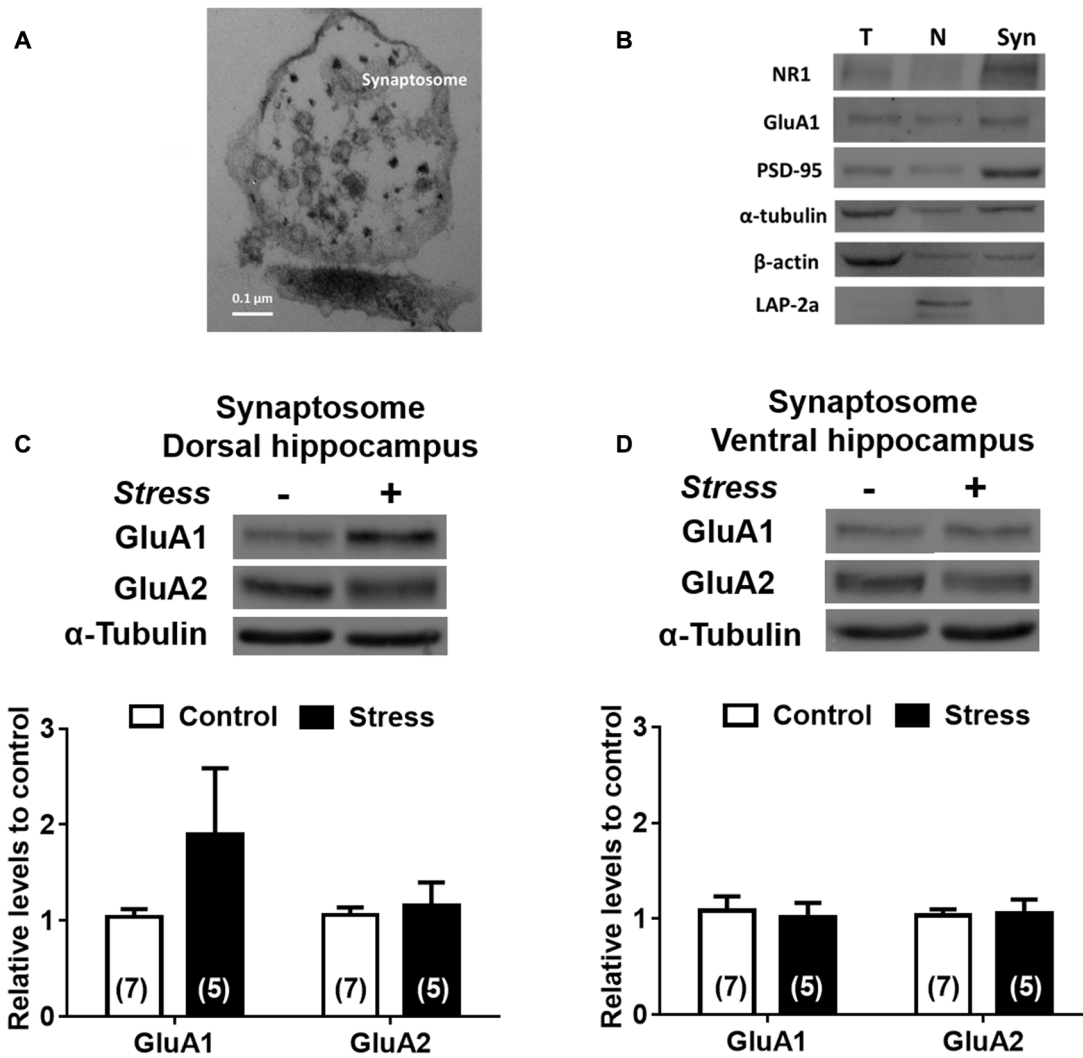 A
Synaptosome
0.1 µm
B
T N Syn
NR1
GluA1
PSD-95
α-tubulin
β-actin
LAP-2a
C
Synaptosome
Dorsal hippocampus
Stress - +
GluA1
GluA2
α-Tubulin
Control Stress
Relative levels to control
3
2
1
0
(7) (5) (7) (5)
GluA1 GluA2
D
Synaptosome
Ventral hippocampus
Stress - +
GluA1
GluA2
α-Tubulin
Control Stress
Relative levels to control
3
2
1
0
(7) (5) (7) (5)
GluA1 GluA2